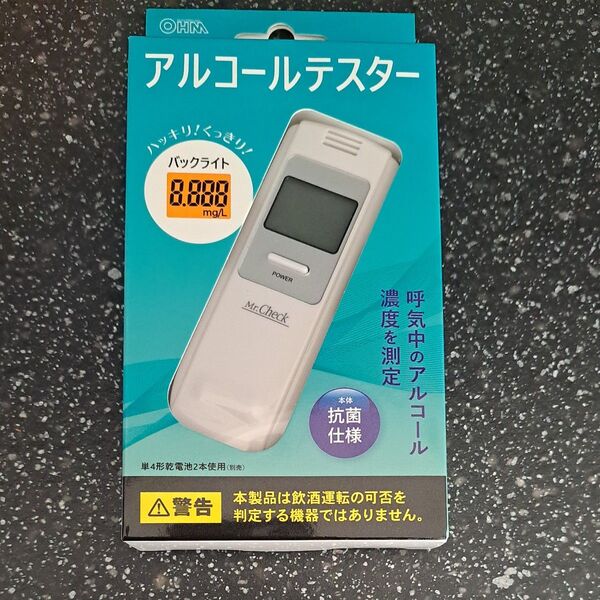 OHM
アルコールテスター
ハッキリ!くっきり!
バックライト
8.888
mg/L
POWER
Mr.Check
呼気中のアルコール
濃度を測定
本体
抗菌
仕様
単4形乾電池2本使用(別売)
警告
本製品は飲酒運転の可否を
判定する機器ではありません。